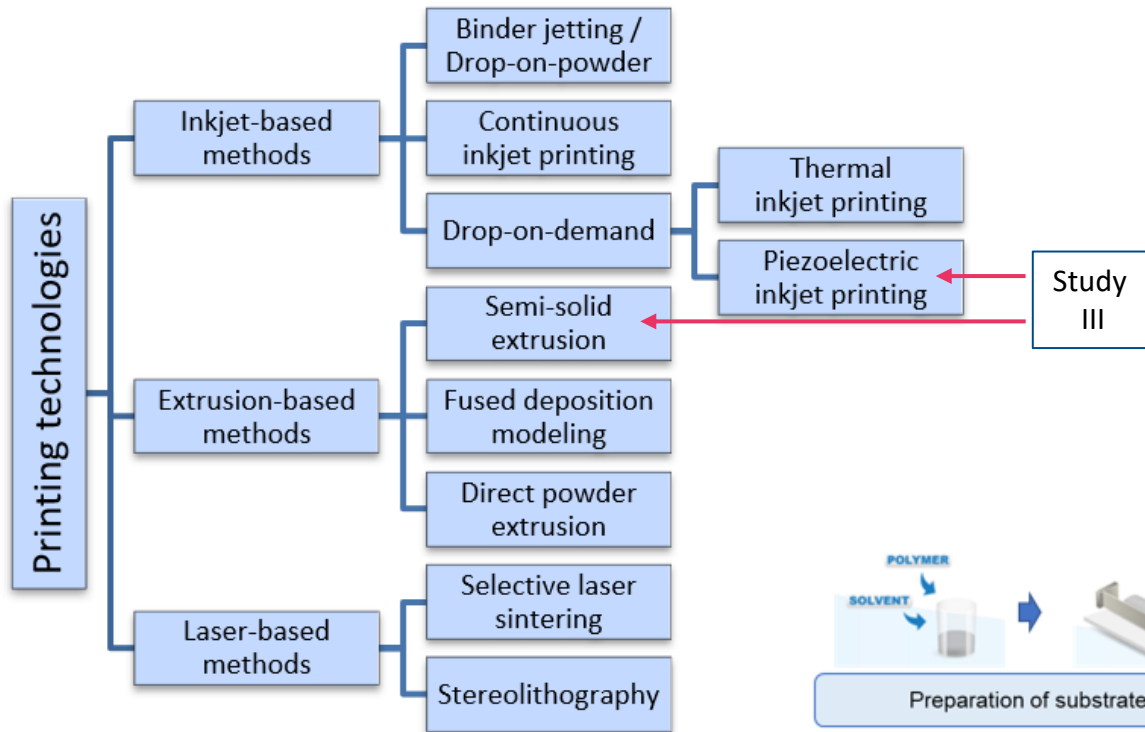 Printing technologies
Inkjet-based
methods
Binder jetting /
Drop-on-powder
Continuous
inkjet printing
Drop-on-demand
Thermal
inkjet printing
Piezoelectric
inkjet printing
Extrusion-based
methods
Semi-solid
extrusion
Fused deposition
modeling
Direct powder
extrusion
Laser-based
methods
Selective laser
sintering
Stereolithography
Study
III
POLYMER
SOLVENT
Preparation of substrate